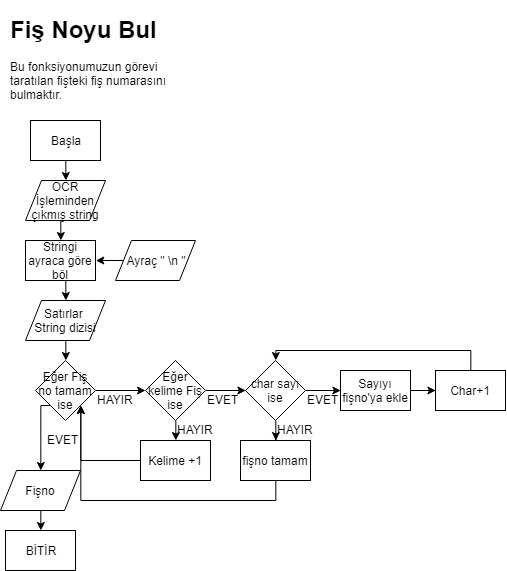 Fiş Noyu Bul
Bu fonksiyonumuzun görevi
taratılan fişteki fiş numarasını
bulmaktır.
Başla
OCR
İşleminden
çıkmış string
Stringi
ayraca göre
böl
Ayraç " \n "
Satırlar
String dizisi
Eğer Fiş
no tamam
ise
HAYIR
Eğer
kelime Fiş
ise
EVET
char sayı
ise
EVET
Sayıyı
fişno'ya ekle
Char+1
EVET
HAYIR
HAYIR
Kelime +1
fişno tamam
Fişno
BİTİR